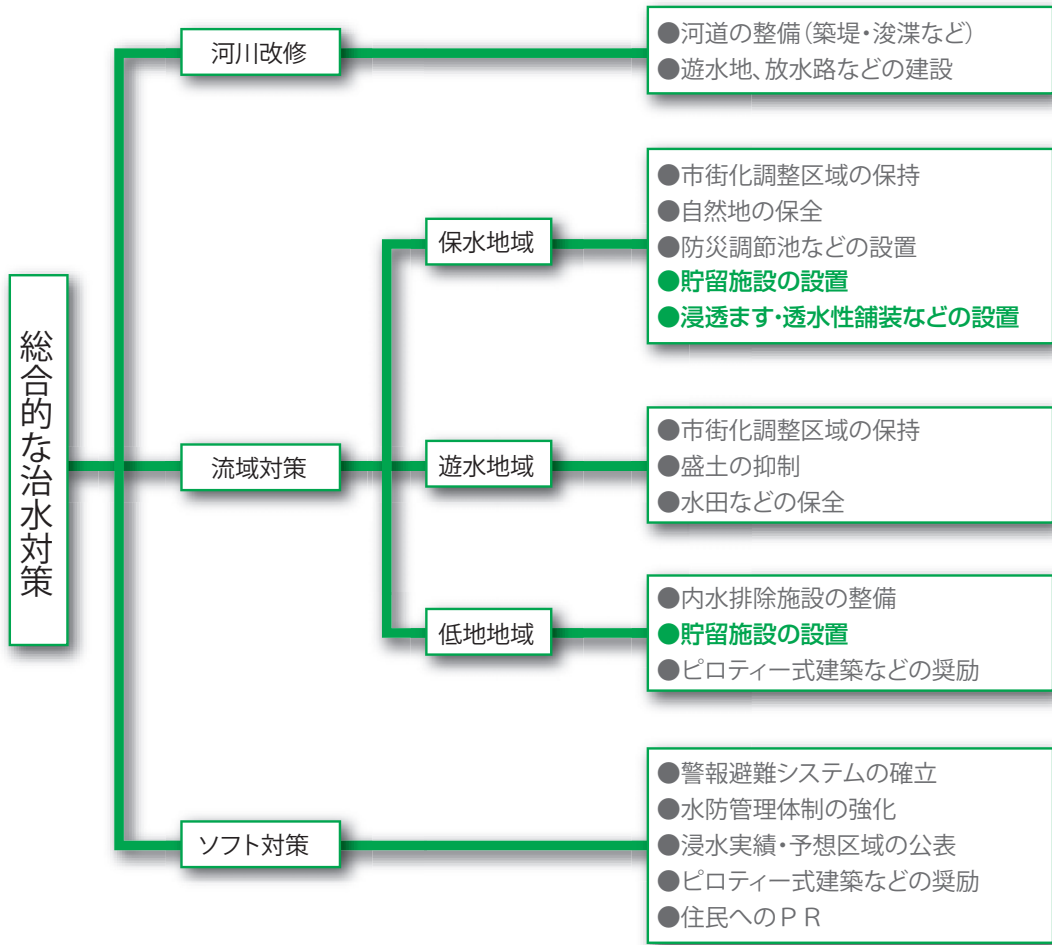 総合的な治水対策
河川改修
●河道の整備(築堤・浚渫など)
●遊水地、放水路などの建設
流域対策
保水地域
●市街化調整区域の保持
●自然地の保全
●防災調節池などの設置
●貯留施設の設置
●浸透ます・透水性舗装などの設置
遊水地域
●市街化調整区域の保持
●盛土の抑制
●水田などの保全
低地地域
●内水排除施設の整備
●貯留施設の設置
●ピロティー式建築などの奨励
ソフト対策
●警報避難システムの確立
●水防管理体制の強化
●浸水実績・予想区域の公表
●ピロティー式建築などの奨励
●住民へのPR